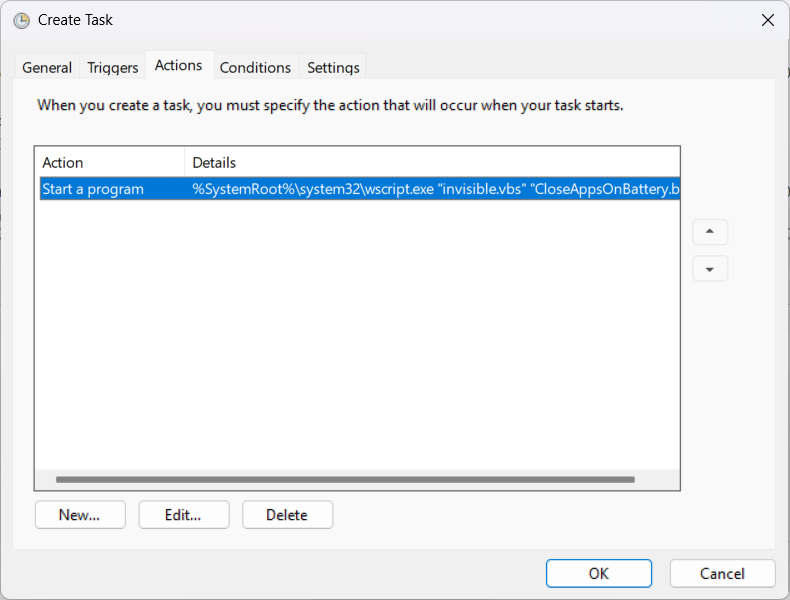 Create Task
General Triggers Actions Conditions Settings
When you create a task, you must specify the action that will occur when your task starts.
Action Details
Start a program %SystemRoot%\system32\wscript.exe "invisible.vbs" "CloseAppsOnBattery.b
New... Edit... Delete
OK Cancel